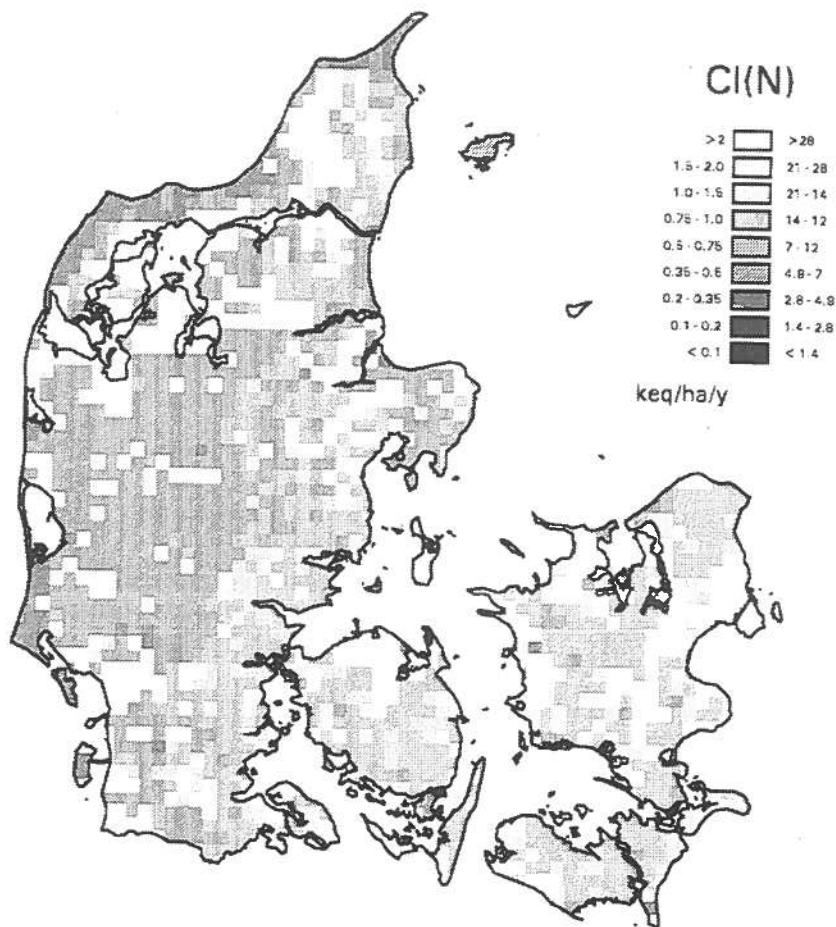 Cl(N)
>2 >28
1.5 - 2.0 21 - 28
1.0 - 1.5 21 - 14
0.75 - 1.0 14 - 12
0.5 - 0.75 7 - 12
0.35 - 0.5 4.8 - 7
0.2 - 0.35 2.8 - 4.8
0.1 - 0.2 1.4 - 2.8
< 0.1 < 1.4
keq/ha/y